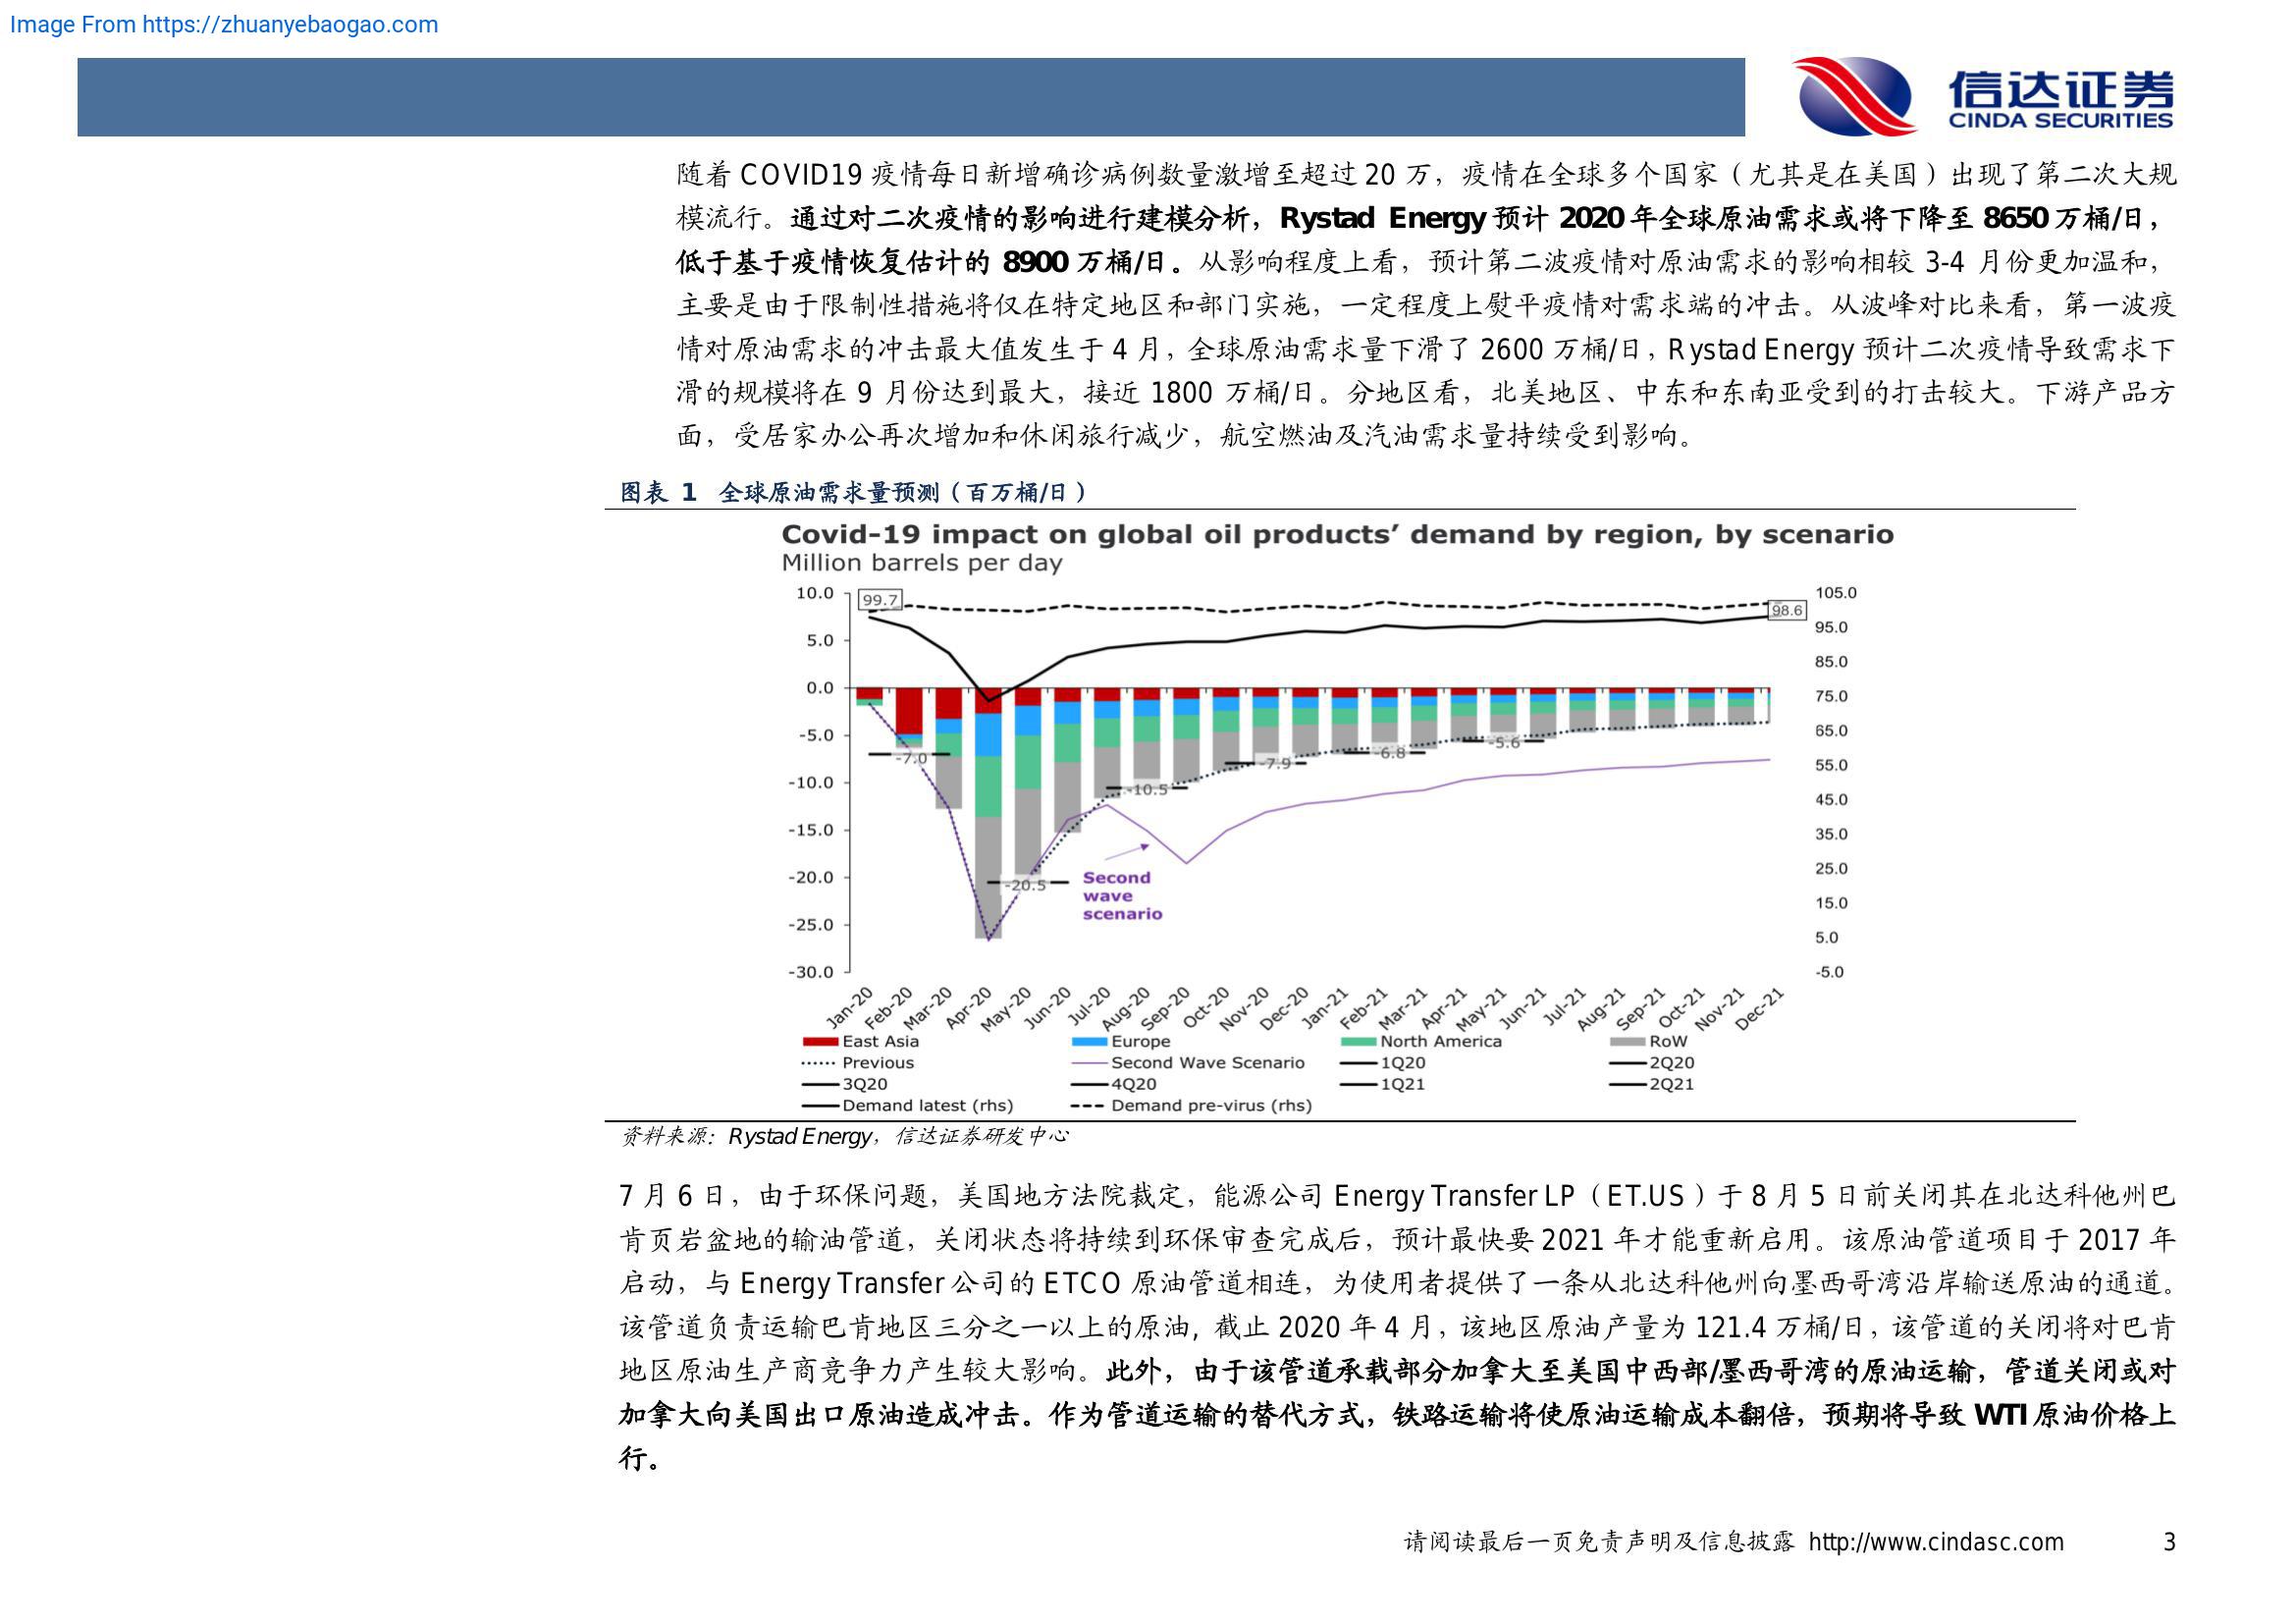 Image From https://zhuanyebaogao.com
信达证券
CINDA SECURITIES
随着 COVID19 疫情每日新增确诊病例数量激增至超过 20 万，疫情在全球多个国家（尤其是在美国）出现了第二次大规
模流行。通过对二次疫情的影响进行建模分析，Rystad Energy 预计 2020 年全球原油需求或将下降至 8650 万桶/日，
低于基于疫情恢复估计的 8900 万桶/日。从影响程度上看，预计第二波疫情对原油需求的影响相较 3-4 月份更加温和，
主要是由于限制性措施将仅在特定地区和部门实施，一定程度上熨平疫情对需求端的冲击。从波峰对比来看，第一波疫
情对原油需求的冲击最大值发生于 4 月，全球原油需求量下滑了 2600 万桶/日，Rystad Energy 预计二次疫情导致需求下
滑的规模将在 9 月份达到最大，接近 1800 万桶/日。分地区看，北美地区、中东和东南亚受到的打击较大。下游产品方
面，受居家办公再次增加和休闲旅行减少，航空燃油及汽油需求量持续受到影响。
图表 1 全球原油需求量预测（百万桶/日）
Covid-19 impact on global oil products’ demand by region, by scenario
Million barrels per day
10.0
5.0
0.0
-5.0
-10.0
-15.0
-20.0
-25.0
-30.0
99.7
98.6
-7.0
-20.5
-10.5
-7.9
-6.8
-5.6
Second
wave
scenario
105.0
95.0
85.0
75.0
65.0
55.0
45.0
35.0
25.0
15.0
5.0
-5.0
Jan-20 Feb-20 Mar-20 Apr-20 May-20 Jun-20 Jul-20 Aug-20 Sep-20 Oct-20 Nov-20 Dec-20 Jan-21 Feb-21 Mar-21 Apr-21 May-21 Jun-21 Jul-21 Aug-21 Sep-21 Oct-21 Nov-21 Dec-21
East Asia Europe North America RoW
Previous Second Wave Scenario 1Q20 2Q20
3Q20 4Q20 1Q21 2Q21
Demand latest (rhs) Demand pre-virus (rhs)
资料来源：Rystad Energy，信达证券研发中心
7 月 6 日，由于环保问题，美国地方法院裁定，能源公司 Energy Transfer LP（ET.US）于 8 月 5 日前关闭其在北达科他州巴
肯页岩盆地的输油管道，关闭状态将持续到环保审查完成后，预计最快要 2021 年才能重新启用。该原油管道项目于 2017 年
启动，与 Energy Transfer 公司的 ETCO 原油管道相连，为使用者提供了一条从北达科他州向墨西哥湾沿岸输送原油的通道。
该管道负责运输巴肯地区三分之一以上的原油, 截止 2020 年 4 月，该地区原油产量为 121.4 万桶/日，该管道的关闭将对巴肯
地区原油生产商竞争力产生较大影响。此外，由于该管道承载部分加拿大至美国中西部/墨西哥湾的原油运输，管道关闭或对
加拿大向美国出口原油造成冲击。作为管道运输的替代方式，铁路运输将使原油运输成本翻倍，预期将导致 WTI 原油价格上
行。
请阅读最后一页免责声明及信息披露 http://www.cindasc.com 3